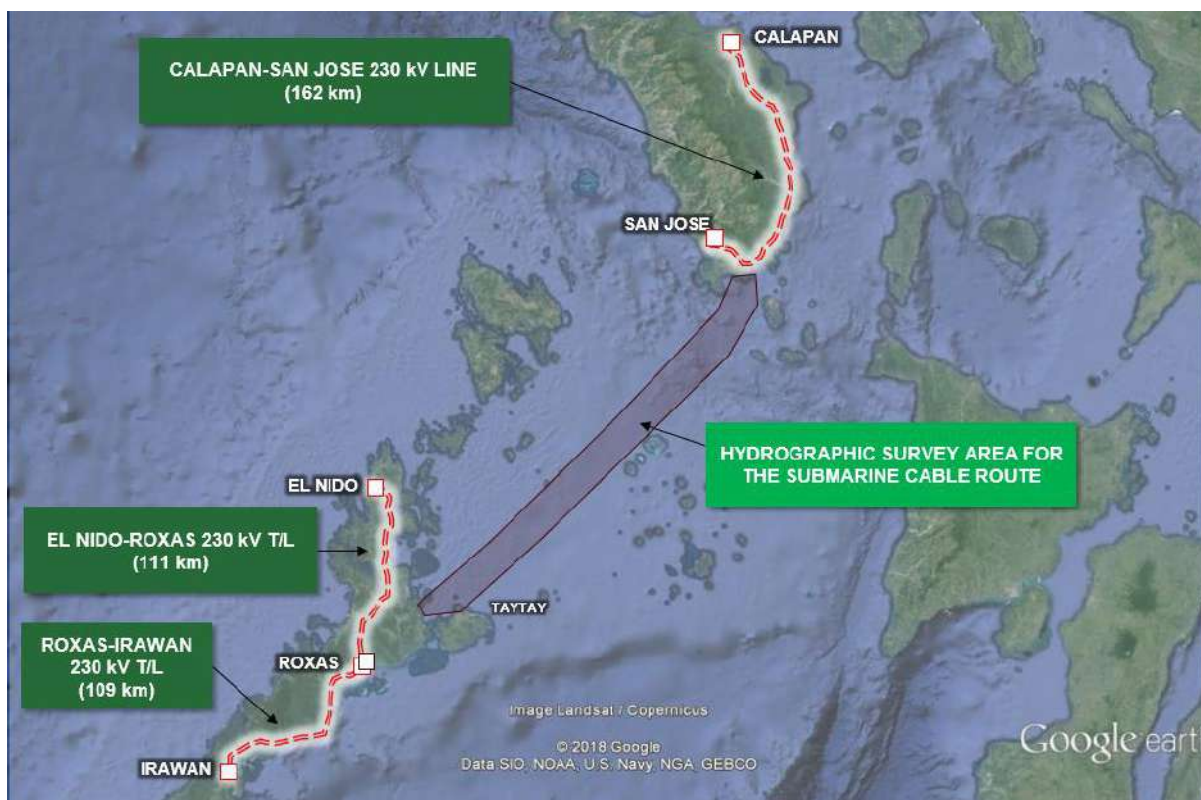 CALAPAN
CALAPAN-SAN JOSE 230 kV LINE
(162 km)
SAN JOSE
HYDROGRAPHIC SURVEY AREA FOR
THE SUBMARINE CABLE ROUTE
EL NIDO
EL NIDO-ROXAS 230 kV T/L
(111 km)
TAYTAY
ROXAS-IRAWAN
230 kV T/L
(109 km)
ROXAS
IRAWAN
Image Landsat / Copernicus
© 2018 Google
Data SIO, NOAA, U.S. Navy, NGA, GEBCO
Google earth